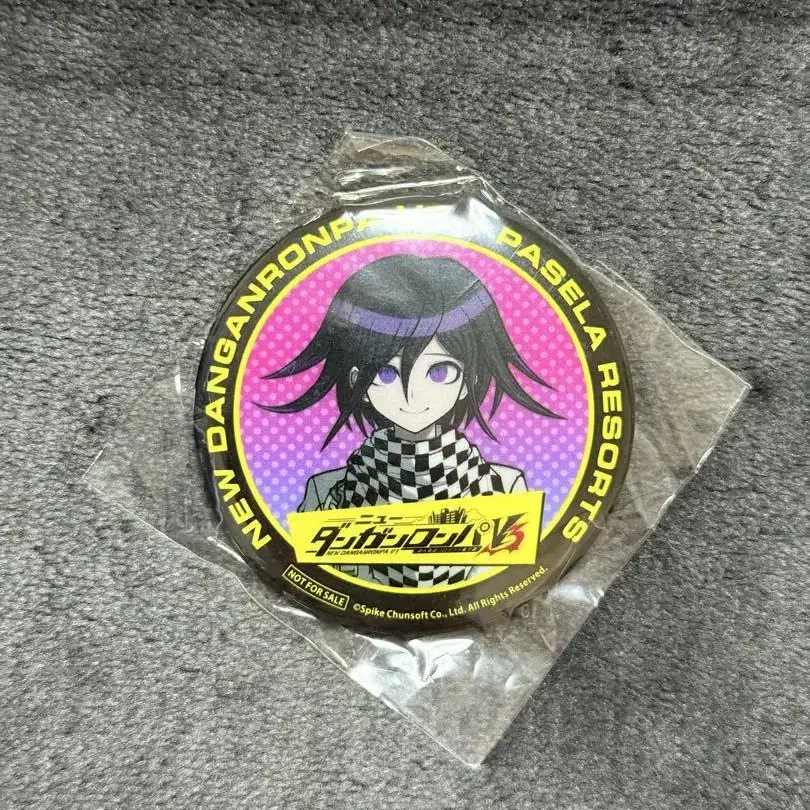 NEW DANGANRONPA V3 PASELA RESORTS
ニュー
ダンガンロンパV3
NEW DANGANRONPA V3
NOT FOR SALE
©Spike Chunsoft Co., Ltd. All Rights Reserved.